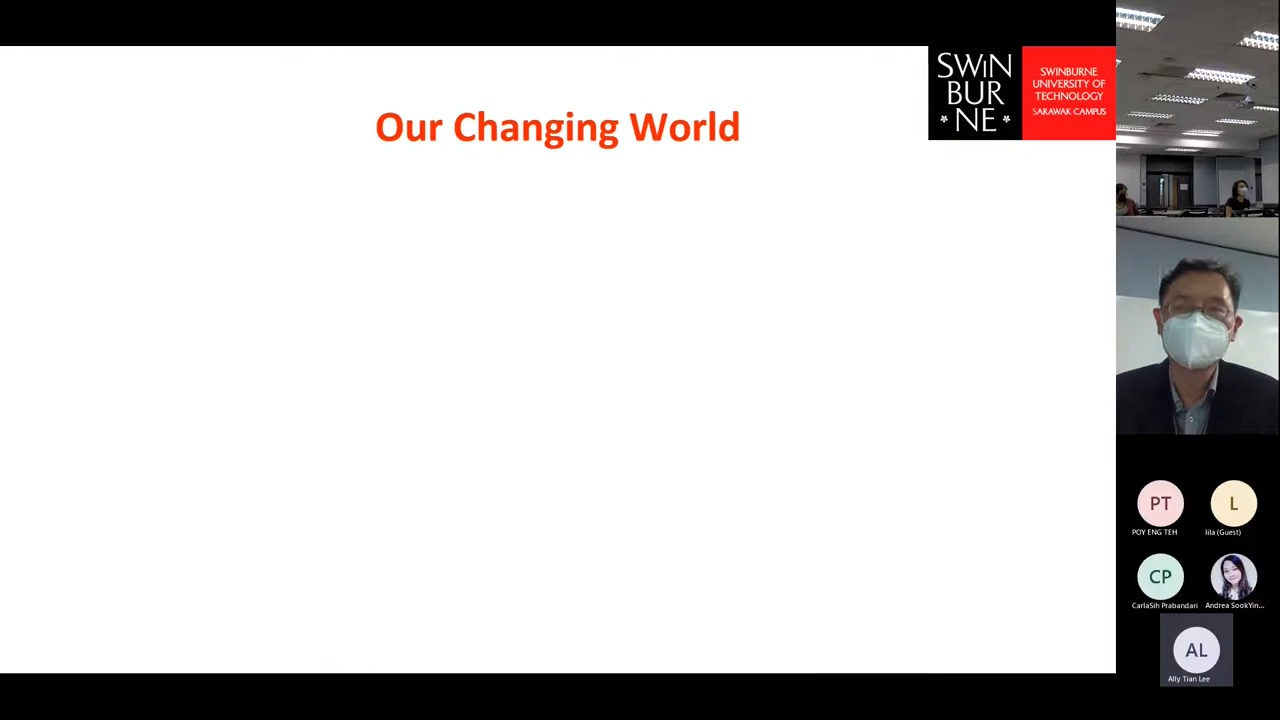 Our Changing World
SWIN
BUR
NE
SWINBURNE
UNIVERSITY OF
TECHNOLOGY
SARAWAK CAMPUS
PT
POY ENG TEH
L
lila (Guest)
CP
CarlaSih Prabandari
Andrea SookYin...
AL
Ally Tian Lee